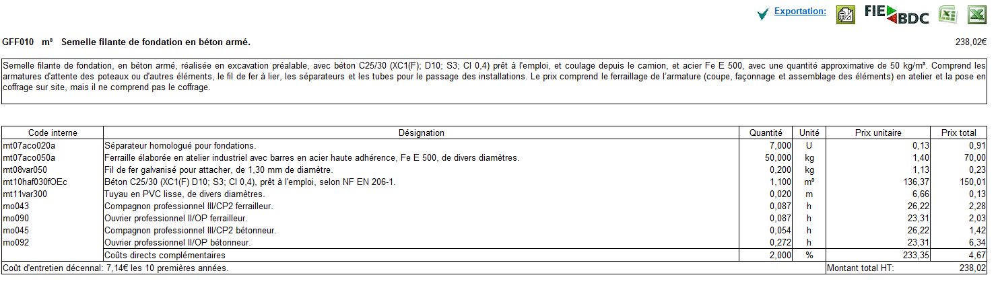 Exportation: FIE BDC
GFF010 m³ Semelle filante de fondation en béton armé. 238,02€
Semelle filante de fondation, en béton armé, réalisée en excavation préalable, avec béton C25/30 (XC1(F); D10; S3; Cl 0,4) prêt à l'emploi, et coulage depuis le camion, et acier Fe E 500, avec une quantité approximative de 50 kg/m³. Comprend les
armatures d'attente des poteaux ou d'autres éléments, le fil de fer à lier, les séparateurs et les tubes pour le passage des installations. Le prix comprend le ferraillage de l'armature (coupe, façonnage et assemblage des éléments) en atelier et la pose en
coffrage sur site, mais il ne comprend pas le coffrage.
Code interne Désignation Quantité Unité Prix unitaire Prix total
mt07aco020a Séparateur homologué pour fondations. 7,000 U 0,13 0,91
mt07aco050a Ferraille élaborée en atelier industriel avec barres en acier haute adhérence, Fe E 500, de divers diamètres. 50,000 kg 1,40 70,00
mt08var050 Fil de fer galvanisé pour attacher, de 1,30 mm de diamètre. 0,200 kg 1,13 0,23
mt10haf030fOEc Béton C25/30 (XC1(F) D10; S3; Cl 0,4), prêt à l'emploi, selon NF EN 206-1. 1,100 m³ 136,37 150,01
mt11var300 Tuyau en PVC lisse, de divers diamètres. 0,020 m 6,66 0,13
mo043 Compagnon professionnel III/CP2 ferrailleur. 0,087 h 26,22 2,28
mo090 Ouvrier professionnel II/OP ferrailleur. 0,087 h 23,31 2,03
mo045 Compagnon professionnel III/CP2 bétonneur. 0,054 h 26,22 1,42
mo092 Ouvrier professionnel II/OP bétonneur. 0,272 h 23,31 6,34
Coûts directs complémentaires 2,000 % 233,35 4,67
Coût d'entretien décennal: 7,14€ les 10 premières années. Montant total HT: 238,02